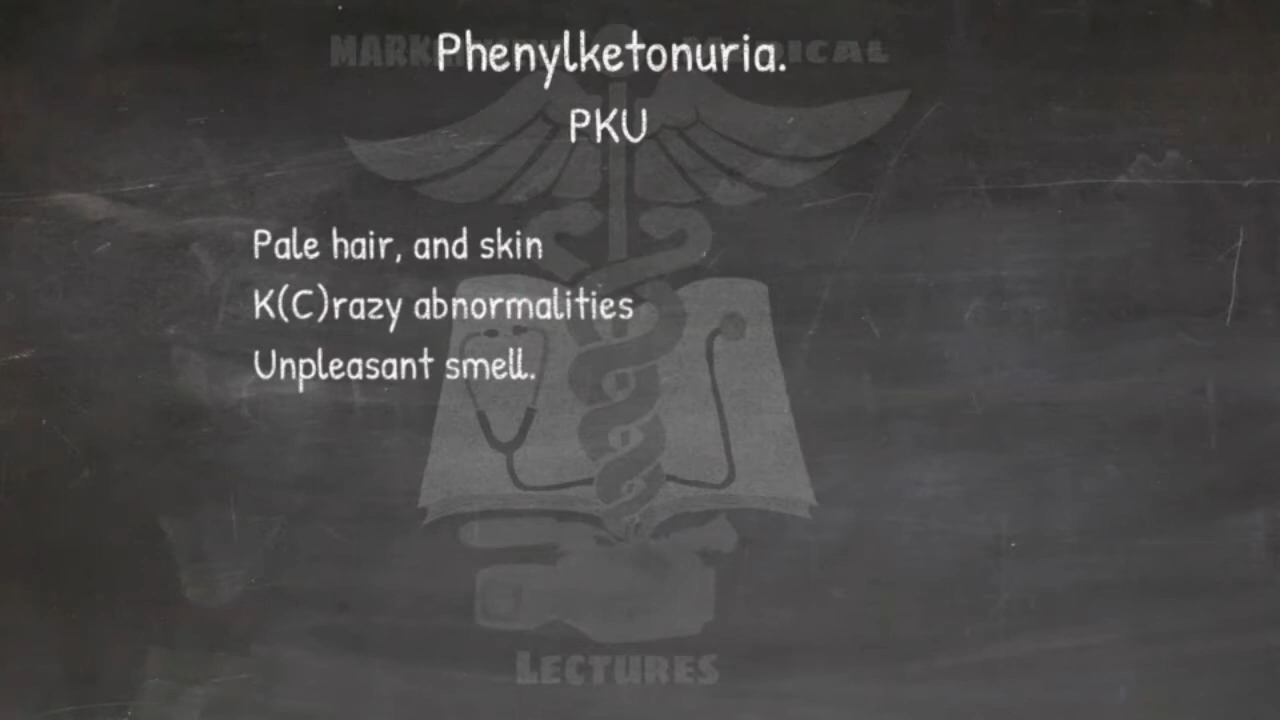 Phenylketonuria.
PKU
Pale hair, and skin
K(C)razy abnormalities
Unpleasant smell.
LECTURES